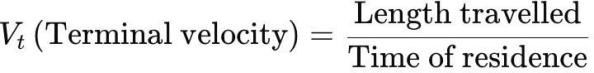 V_t (Terminal velocity) = Length travelled / Time of residence